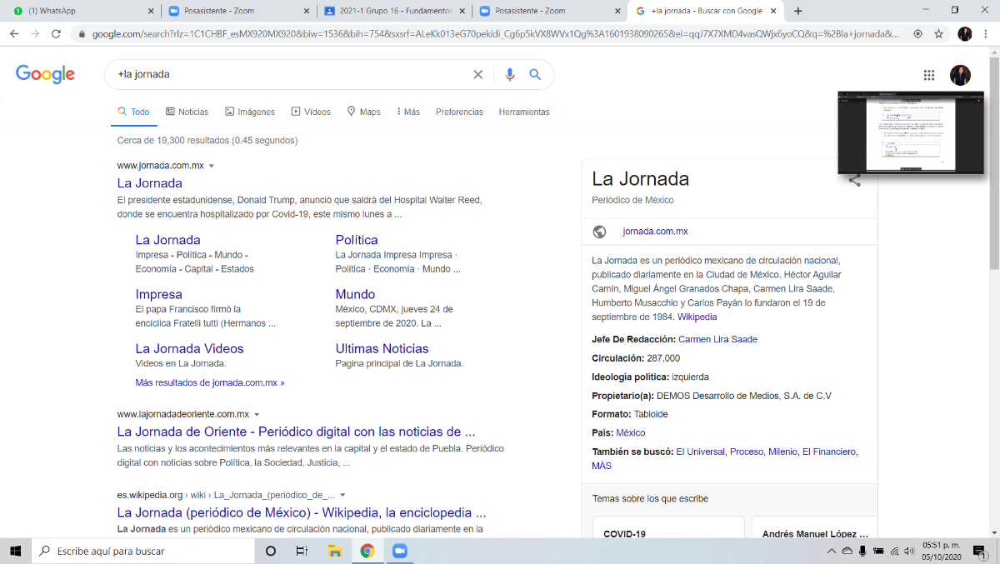 (1) WhatsApp
Posasistente - Zoom
2021-1 Grupo 16 - Fundamentos
Posasistente - Zoom
+la jornada - Buscar con Google
google.com/search?rlz=1C1CHBF_esMX920MX920&biw=1536&bih=754&sxsrf=ALeKk013eG70pekidi_Cg6p5kVX8WVx1Qg%3A1601938090265&ei=qqJ7X7XMD4vasQWjx6yoCQ&q=%2Bla+jornada&...
Google
+la jornada
Todo
Noticias
Imágenes
Vídeos
Maps
Más
Preferencias
Herramientas
Cerca de 19,300 resultados (0.45 segundos)
www.jornada.com.mx
La Jornada
El presidente estadunidense, Donald Trump, anunció que saldrá del Hospital Walter Reed,
donde se encuentra hospitalizado por Covid-19, este mismo lunes a ...
La Jornada
Impresa - Política - Mundo -
Economía - Capital - Estados
Política
La Jornada Impresa Impresa ·
Política · Economía · Mundo ...
Impresa
El papa Francisco firmó la
encíclica Fratelli tutti (Hermanos ...
Mundo
México, CDMX, jueves 24 de
septiembre de 2020. La ...
La Jornada Videos
Videos en La Jornada.
Ultimas Noticias
Pagina principal de La Jornada.
Más resultados de jornada.com.mx »
www.lajornadadeoriente.com.mx
La Jornada de Oriente - Periódico digital con las noticias de ...
Las noticias y los acontecimientos más relevantes en la capital y el estado de Puebla. Periódico
digital con noticias sobre Política, la Sociedad, Justicia, ...
es.wikipedia.org › wiki › La_Jornada_(periódico_de_...
La Jornada (periódico de México) - Wikipedia, la enciclopedia ...
La Jornada es un periódico mexicano de circulación nacional, publicado diariamente en la
La Jornada
Periódico de México
jornada.com.mx
La Jornada es un periódico mexicano de circulación nacional,
publicado diariamente en la Ciudad de México. Héctor Aguilar
Camín, Miguel Ángel Granados Chapa, Carmen Lira Saade,
Humberto Musacchio y Carlos Payán lo fundaron el 19 de
septiembre de 1984. Wikipedia
Jefe De Redacción: Carmen Lira Saade
Circulación: 287.000
Ideología política: izquierda
Propietario(a): DEMOS Desarrollo de Medios, S.A. de C.V
Formato: Tabloide
País: México
También se buscó: El Universal, Proceso, Milenio, El Financiero,
MÁS
Temas sobre los que escribe
COVID-19
Andrés Manuel López ...
Escribe aquí para buscar
05:51 p. m.
05/10/2020
1